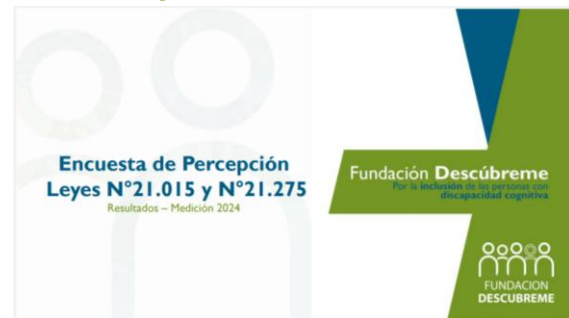 Encuesta de Percepción
Leyes N°21.015 y N°21.275
Resultados – Medición 2024
Fundación Descúbreme
Por la inclusión de las personas con
discapacidad cognitiva
FUNDACION
DESCUBREME